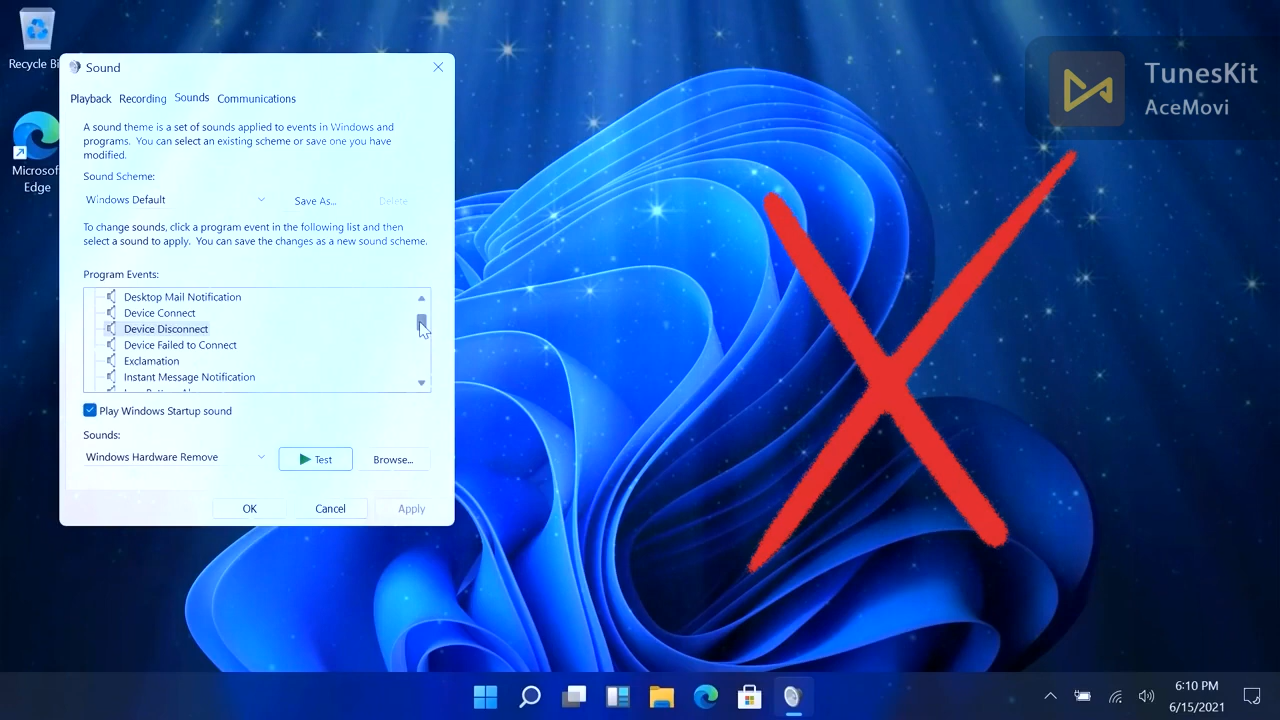 Recycle Bi
Microsof
Edge
Sound
Playback Recording Sounds Communications
A sound theme is a set of sounds applied to events in Windows and
programs. You can select an existing scheme or save one you have
modified.
Sound Scheme:
Windows Default
Save As...
Delete
To change sounds, click a program event in the following list and then
select a sound to apply. You can save the changes as a new sound scheme.
Program Events:
Desktop Mail Notification
Device Connect
Device Disconnect
Device Failed to Connect
Exclamation
Instant Message Notification
Play Windows Startup sound
Sounds:
Windows Hardware Remove
Test
Browse...
OK
Cancel
Apply
TunesKit
AceMovi
6:10 PM
6/15/2021